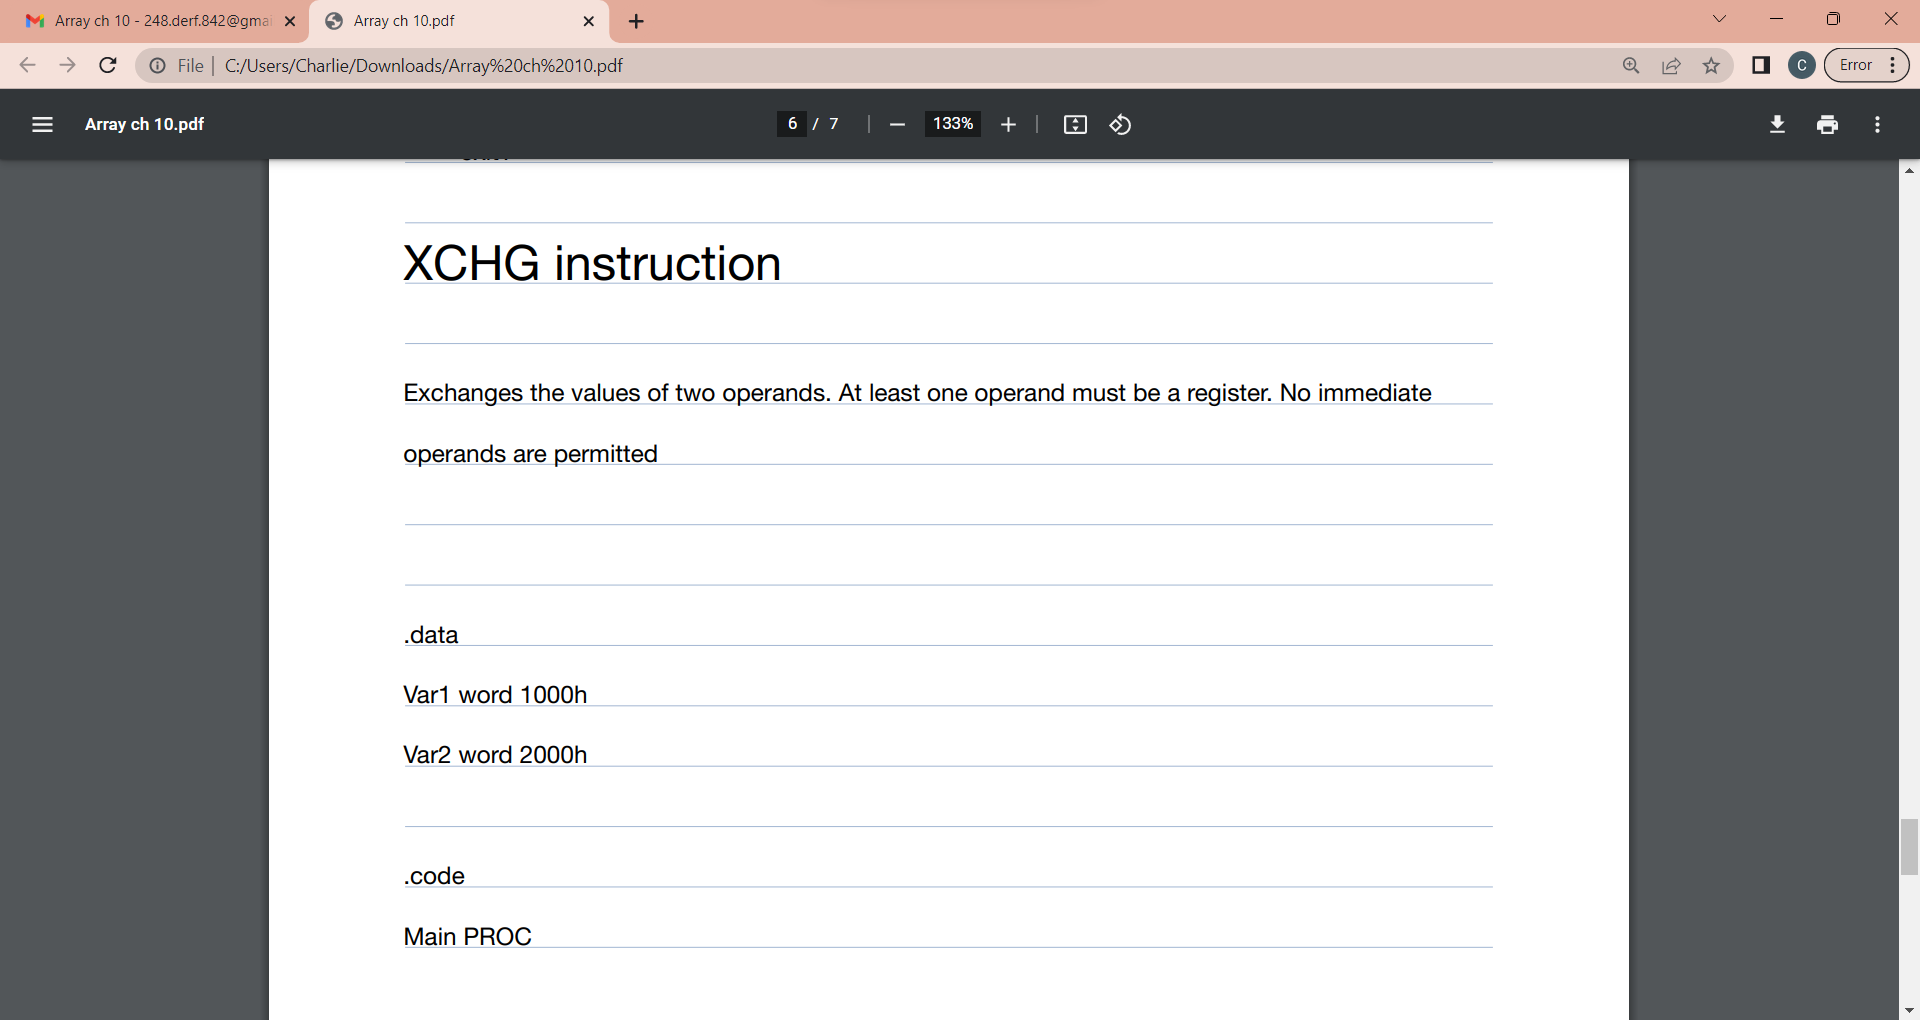 Array ch 10 - 248.derf.842@gmai
Array ch 10.pdf
File
C:/Users/Charlie/Downloads/Array%20ch%2010.pdf
C
Error
Array ch 10.pdf
6 / 7
133%
XCHG instruction
Exchanges the values of two operands. At least one operand must be a register. No immediate
operands are permitted
.data
Var1 word 1000h
Var2 word 2000h
.code
Main PROC